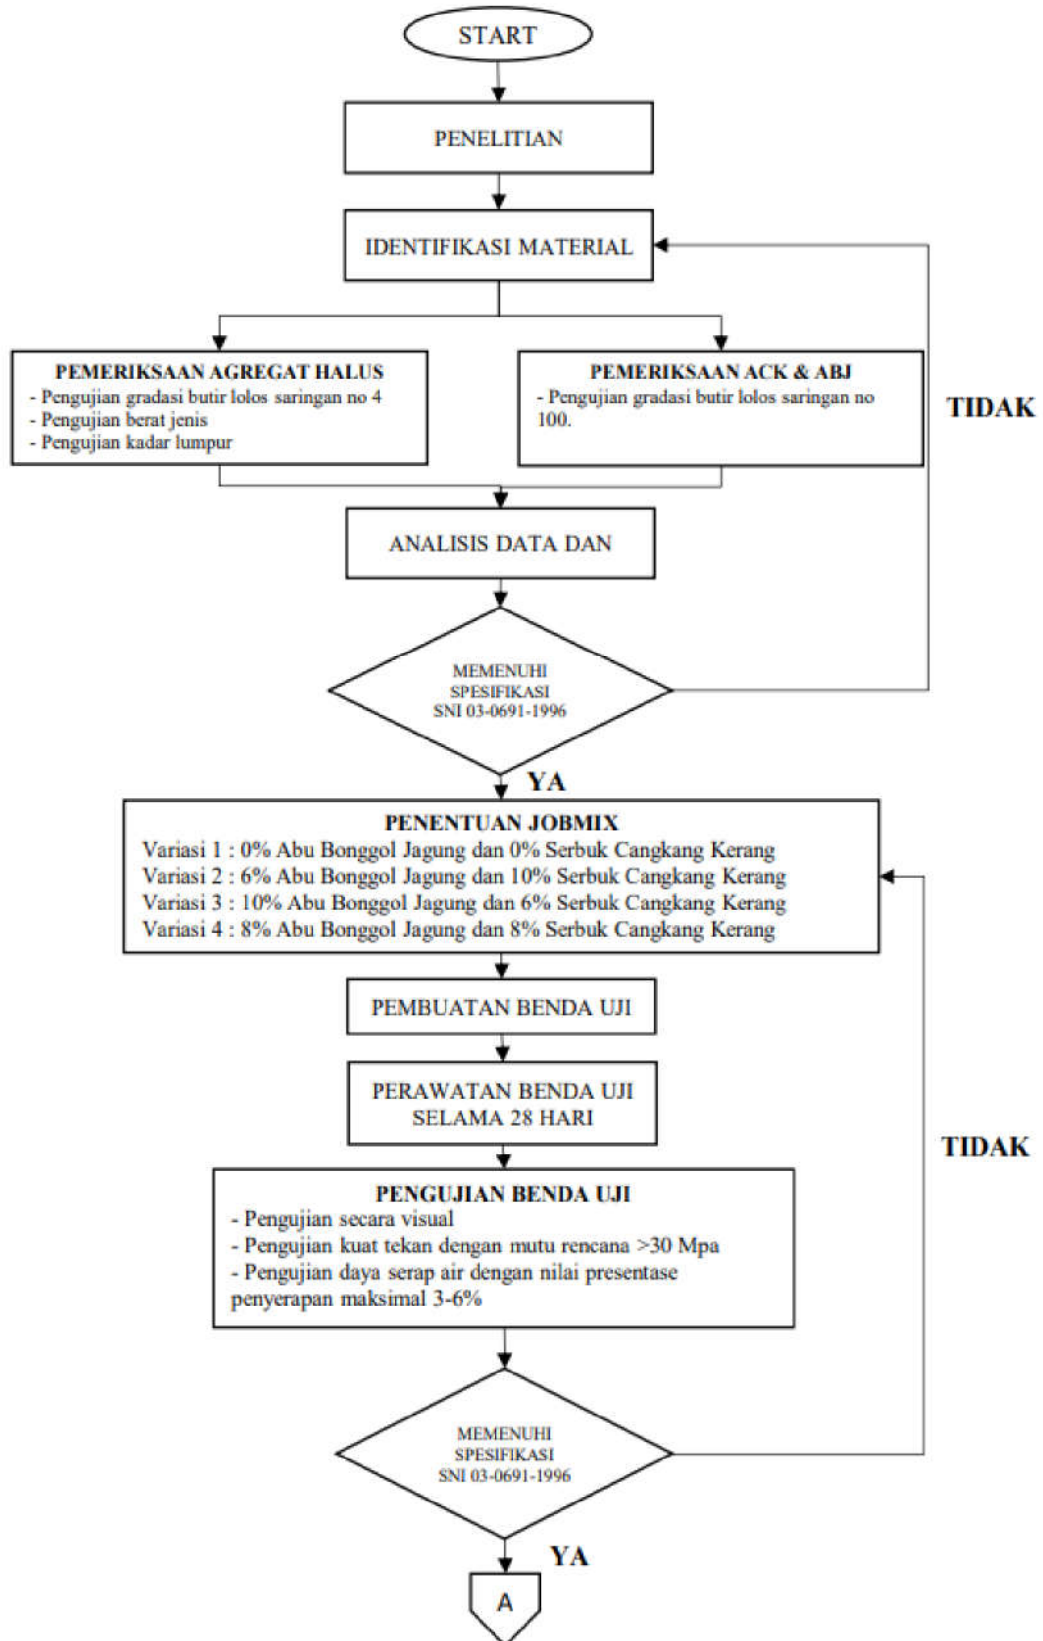 START
PENELITIAN
IDENTIFIKASI MATERIAL
PEMERIKSAAN AGREGAT HALUS
- Pengujian gradasi butir lolos saringan no 4
- Pengujian berat jenis
- Pengujian kadar lumpur
PEMERIKSAAN ACK & ABJ
- Pengujian gradasi butir lolos saringan no
100.
TIDAK
ANALISIS DATA DAN
MEMENUHI
SPESIFIKASI
SNI 03-0691-1996
YA
PENENTUAN JOBMIX
Variasi 1 : 0% Abu Bonggol Jagung dan 0% Serbuk Cangkang Kerang
Variasi 2 : 6% Abu Bonggol Jagung dan 10% Serbuk Cangkang Kerang
Variasi 3 : 10% Abu Bonggol Jagung dan 6% Serbuk Cangkang Kerang
Variasi 4 : 8% Abu Bonggol Jagung dan 8% Serbuk Cangkang Kerang
PEMBUATAN BENDA UJI
PERAWATAN BENDA UJI
SELAMA 28 HARI
TIDAK
PENGUJIAN BENDA UJI
- Pengujian secara visual
- Pengujian kuat tekan dengan mutu rencana >30 Mpa
- Pengujian daya serap air dengan nilai presentase
penyerapan maksimal 3-6%
MEMENUHI
SPESIFIKASI
SNI 03-0691-1996
YA
A